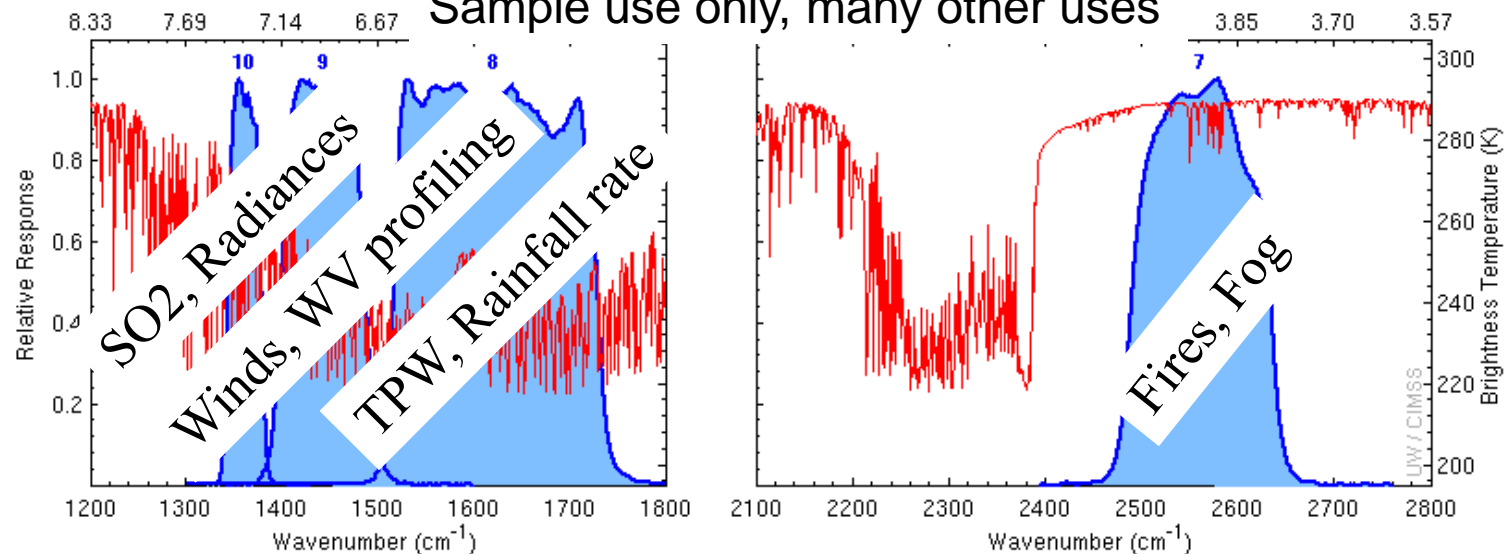 Sample use only, many other uses
8.33 7.69 7.14 6.67 3.85 3.70 3.57
10 9 8 7
1.0
0.8
0.6
0.4
0.2
Relative Response
SO2, Radiances
Winds, WV profiling
TPW, Rainfall rate
Fires, Fog
300
280
260
240
220
200
Brightness Temperature (K)
UW / CIMSS
1200 1300 1400 1500 1600 1700 1800
2100 2200 2300 2400 2500 2600 2700 2800
Wavenumber (cm⁻¹)
Wavenumber (cm⁻¹)